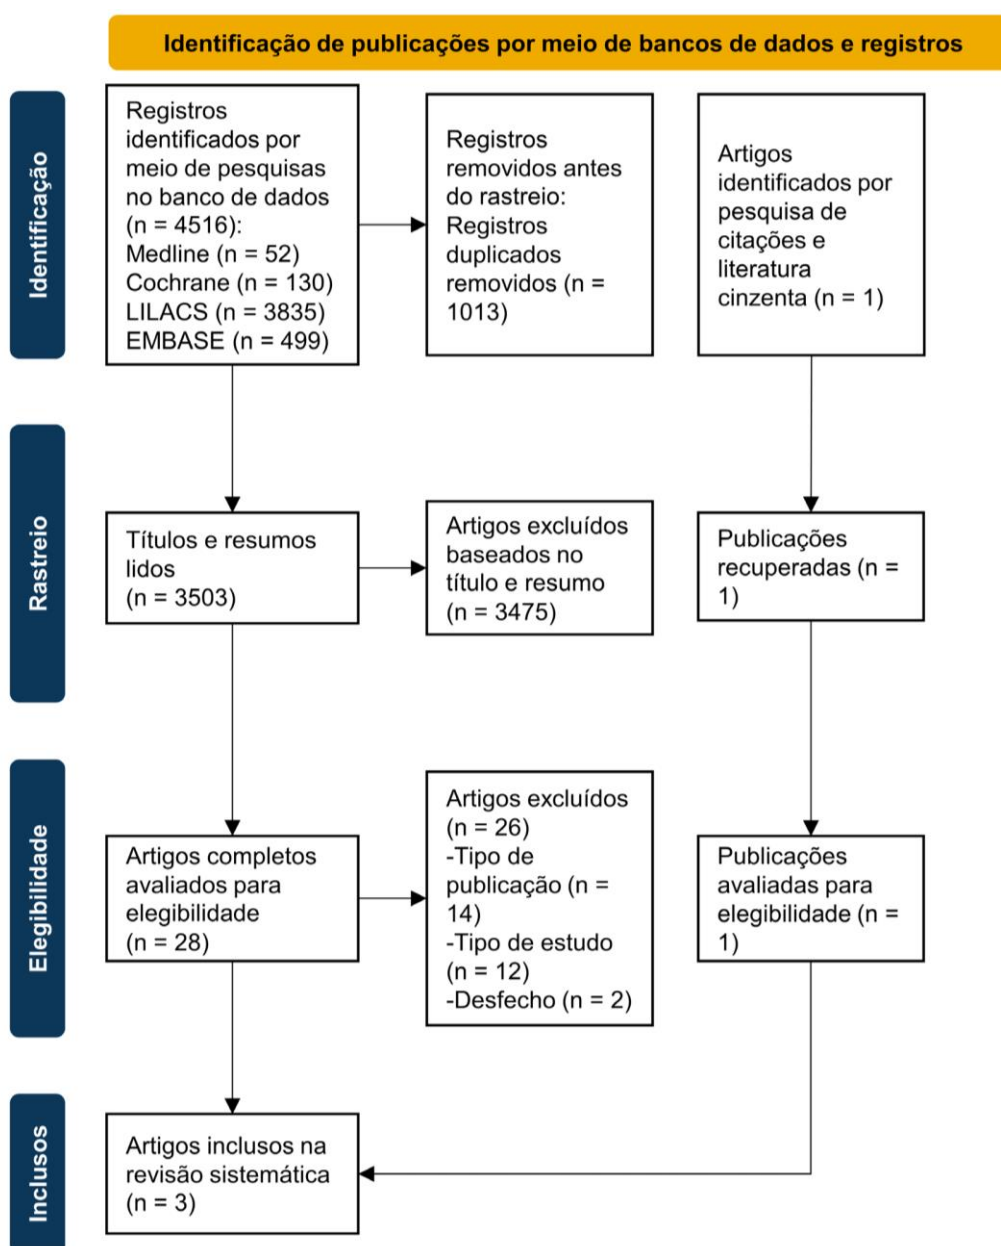 Identificação de publicações por meio de bancos de dados e registros
Identificação
Registros
identificados por
meio de pesquisas
no banco de dados
(n = 4516):
Medline (n = 52)
Cochrane (n = 130)
LILACS (n = 3835)
EMBASE (n = 499)
Registros
removidos antes
do rastreio:
Registros
duplicados
removidos (n =
1013)
Artigos
identificados por
pesquisa de
citações e
literatura
cinzenta (n = 1)
Rastreio
Títulos e resumos
lidos
(n = 3503)
Artigos excluídos
baseados no
título e resumo
(n = 3475)
Publicações
recuperadas (n =
1)
Elegibilidade
Artigos completos
avaliados para
elegibilidade
(n = 28)
Artigos excluídos
(n = 26)
-Tipo de
publicação (n =
14)
-Tipo de estudo
(n = 12)
-Desfecho (n = 2)
Publicações
avaliadas para
elegibilidade (n =
1)
Inclusos
Artigos inclusos na
revisão sistemática
(n = 3)